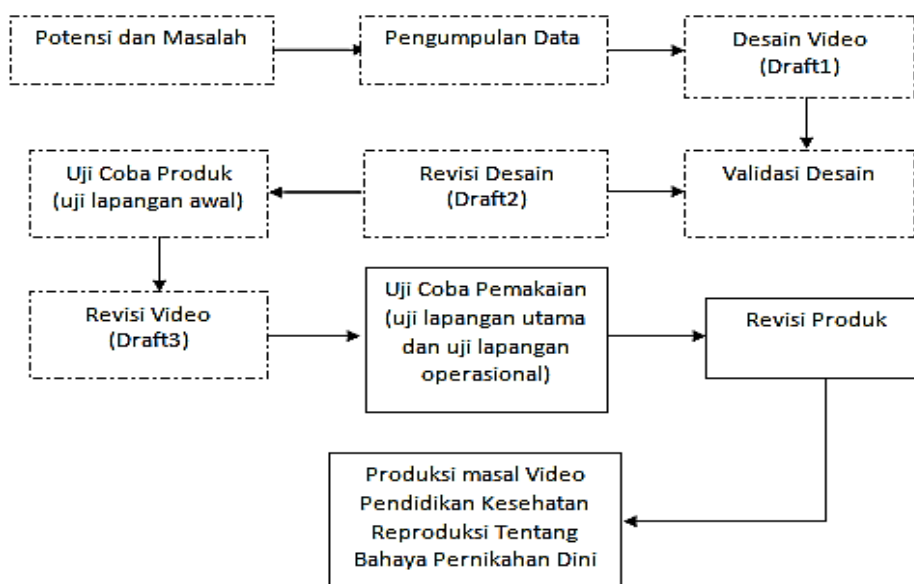 Potensi dan Masalah
Pengumpulan Data
Desain Video
(Draft1)
Uji Coba Produk
(uji lapangan awal)
Revisi Desain
(Draft2)
Validasi Desain
Revisi Video
(Draft3)
Uji Coba Pemakaian
(uji lapangan utama
dan uji lapangan
operasional)
Revisi Produk
Produksi masal Video
Pendidikan Kesehatan
Reproduksi Tentang
Bahaya Pernikahan Dini